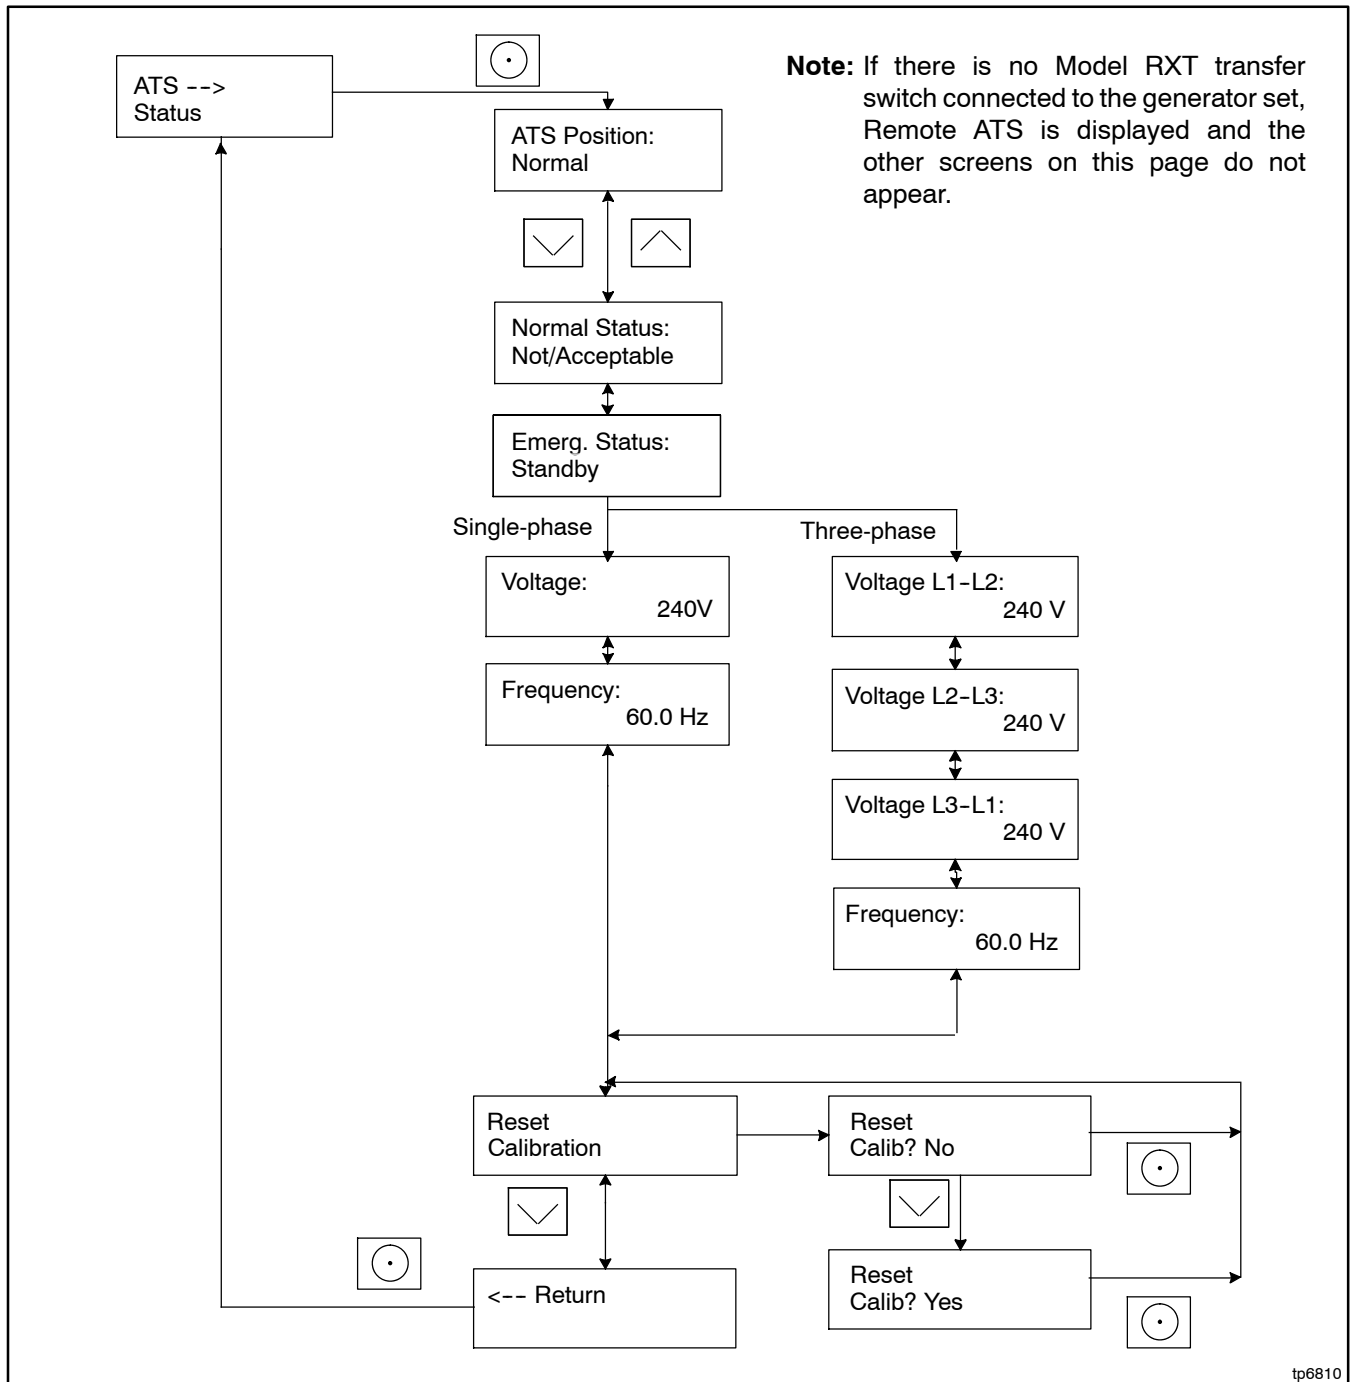 ATS -->
Status
Note: If there is no Model RXT transfer
switch connected to the generator set,
Remote ATS is displayed and the
other screens on this page do not
appear.
ATS Position:
Normal
Normal Status:
Not/Acceptable
Emerg. Status:
Standby
Single-phase
Three-phase
Voltage:
240V
Frequency:
60.0 Hz
Voltage L1-L2:
240 V
Voltage L2-L3:
240 V
Voltage L3-L1:
240 V
Frequency:
60.0 Hz
Reset
Calibration
Reset
Calib? No
<-- Return
Reset
Calib? Yes
tp6810